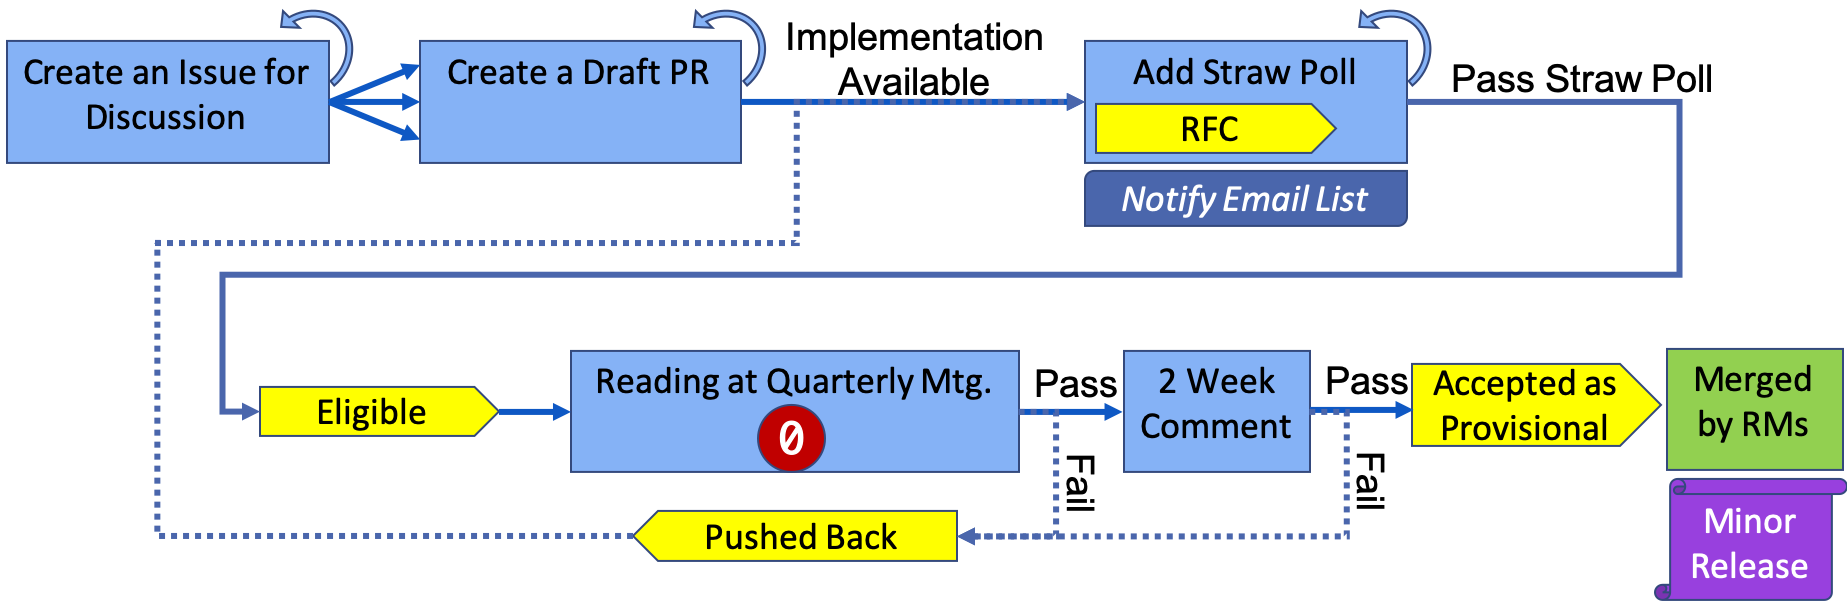 Create an Issue for
Discussion
Create a Draft PR
Implementation
Available
Add Straw Poll
RFC
Notify Email List
Pass Straw Poll
Eligible
Reading at Quarterly Mtg.
0
Pass
Fail
2 Week
Comment
Pass
Fail
Accepted as
Provisional
Merged
by RMs
Pushed Back
Minor
Release